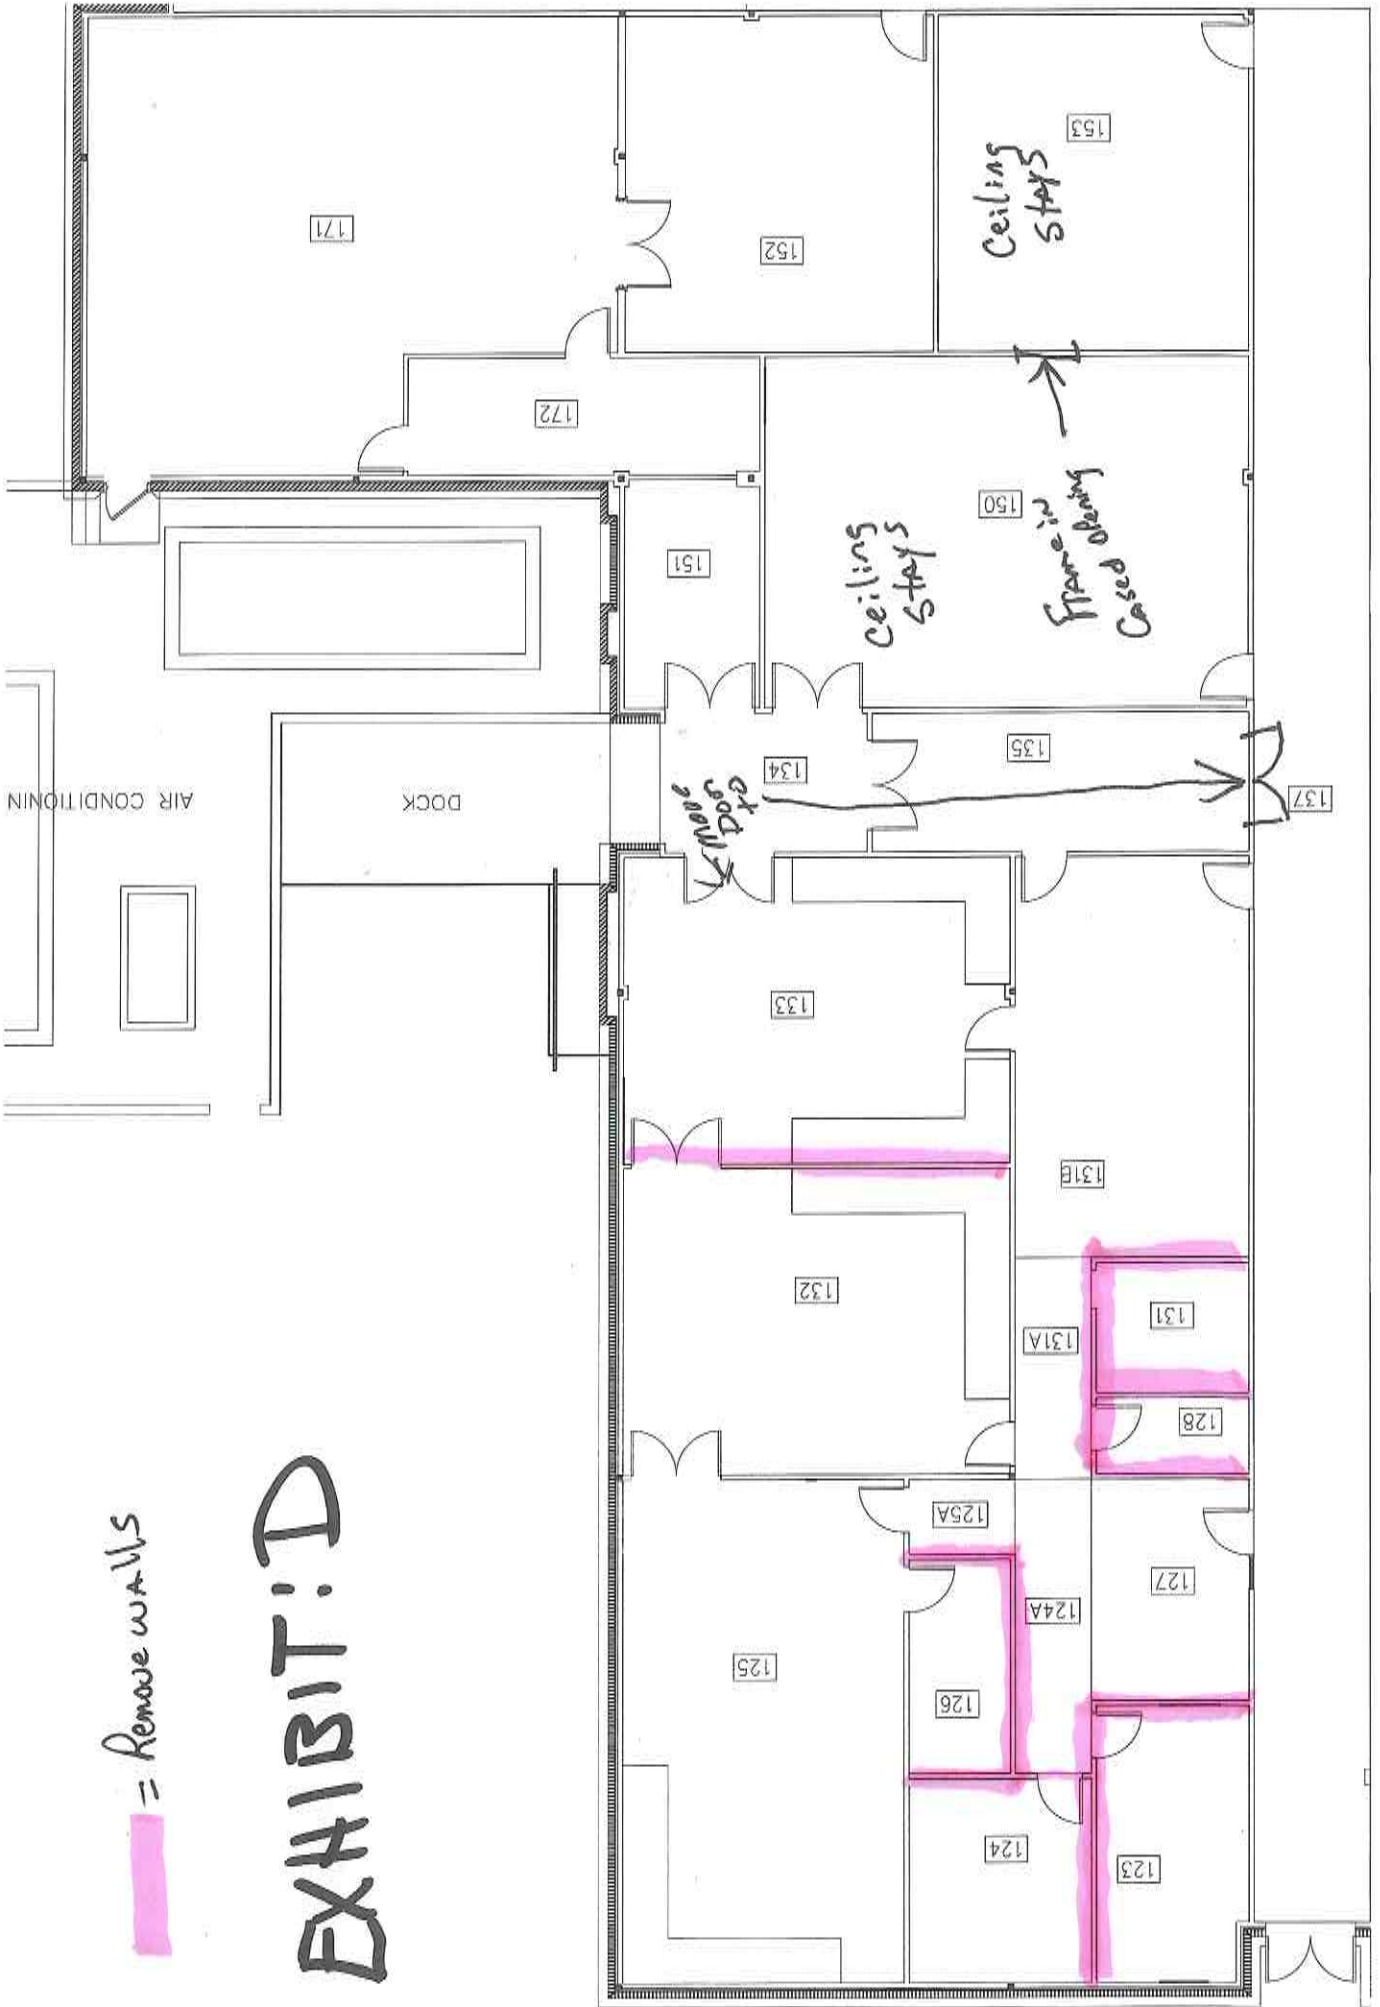 = Remove walls
EXHIBIT: D
171
152
153
Ceiling
stays
172
151
150
Ceiling
stays
Frame in
Cased opening
AIR CONDITIONIN
DOCK
134
135
137
Move
Door
to
133
131E
132
131A
131
128
125A
127
124A
125
126
124
123